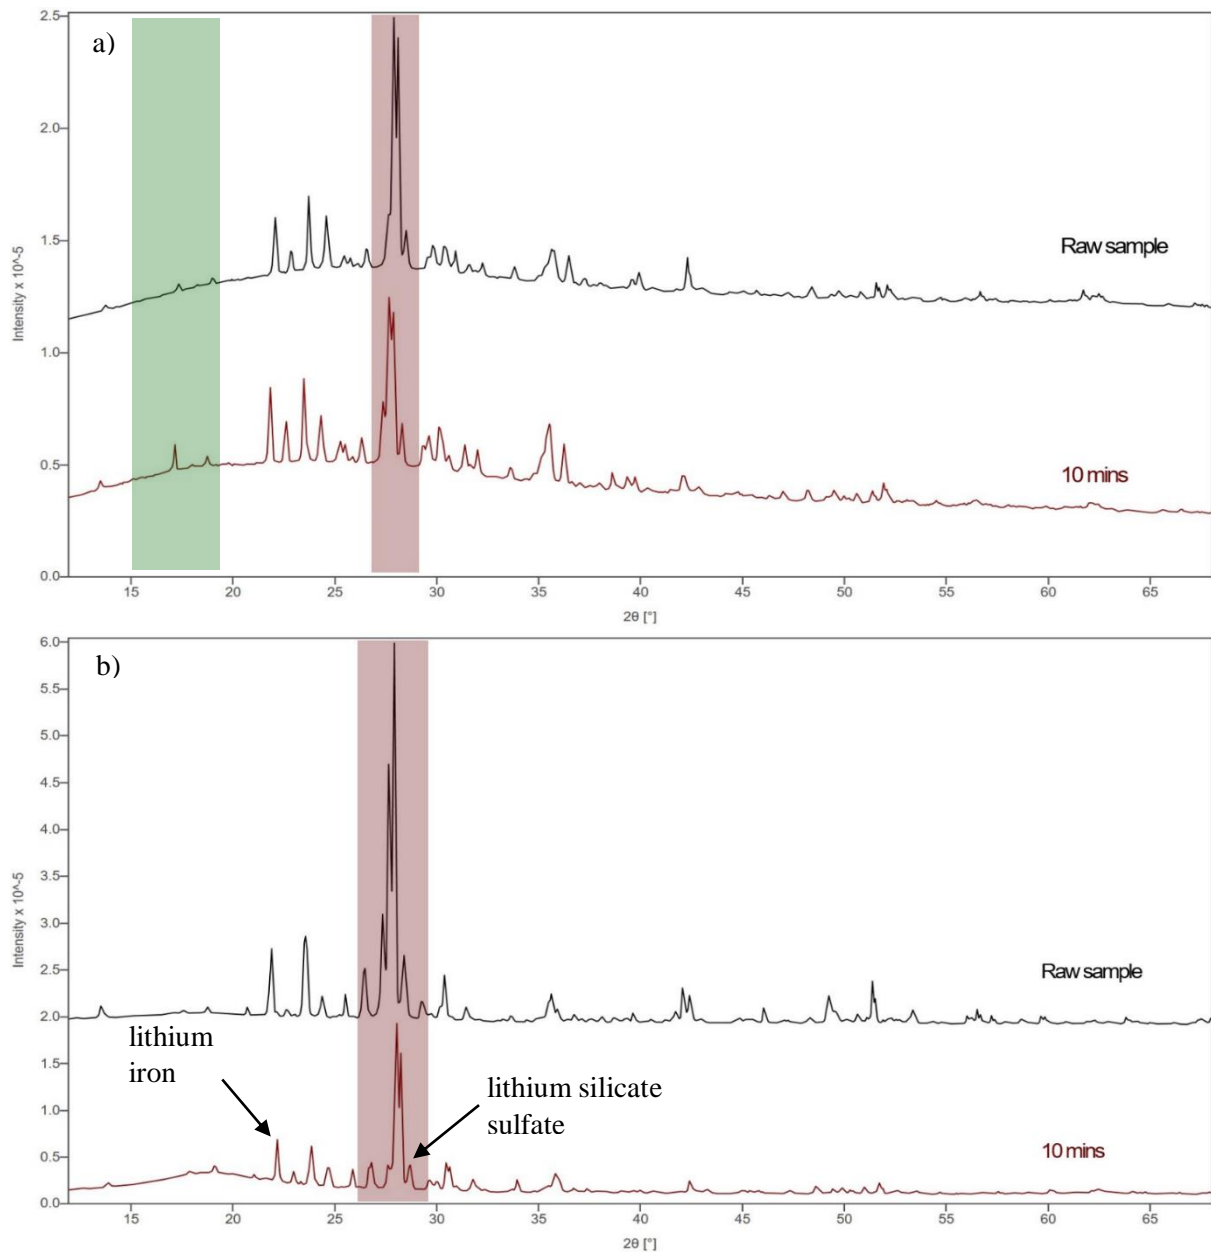 a)
2.5
2.0
1.5
1.0
0.5
0.0
Intensity x 10^-5
Raw sample
10 mins
15 20 25 30 35 40 45 50 55 60 65
2θ [°]
b)
6.0
5.5
5.0
4.5
4.0
3.5
3.0
2.5
2.0
1.5
1.0
0.5
0.0
Intensity x 10^-5
Raw sample
lithium
iron
lithium silicate
sulfate
10 mins
15 20 25 30 35 40 45 50 55 60 65
2θ [°]